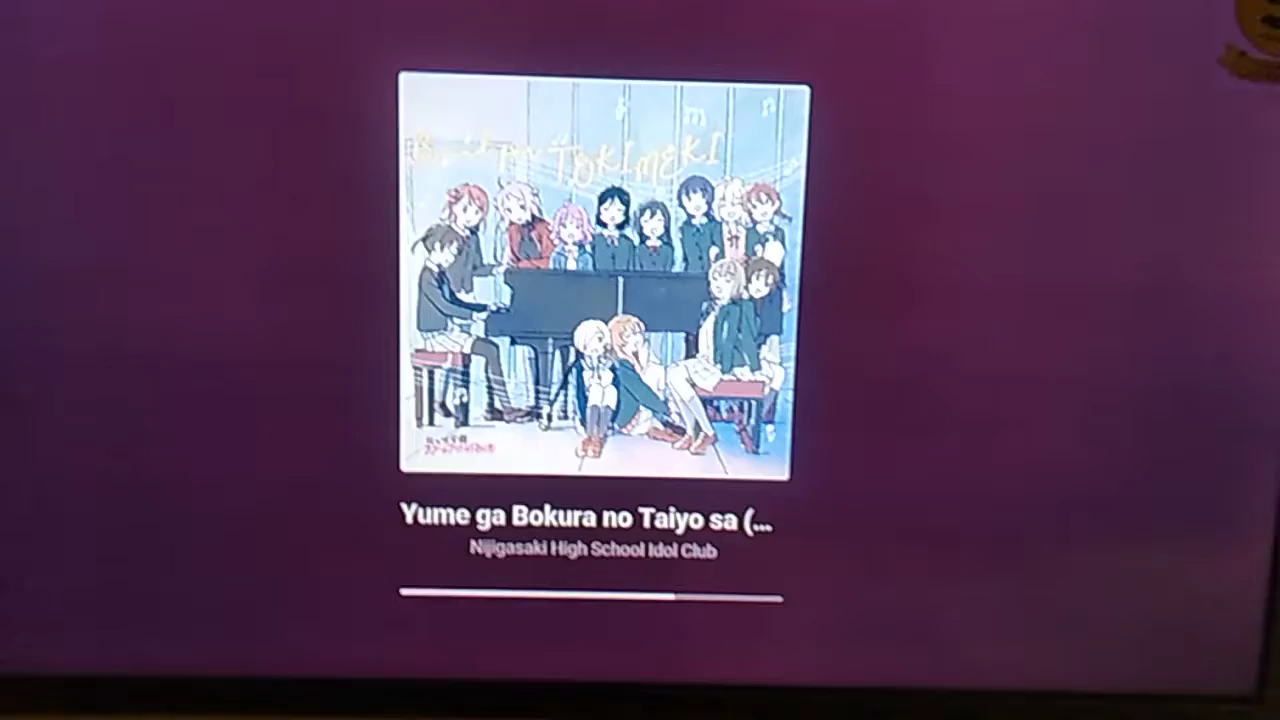 TOKIMEKI
Yume ga Bokura no Taiyo sa (...
Nijigasaki High School Idol Club